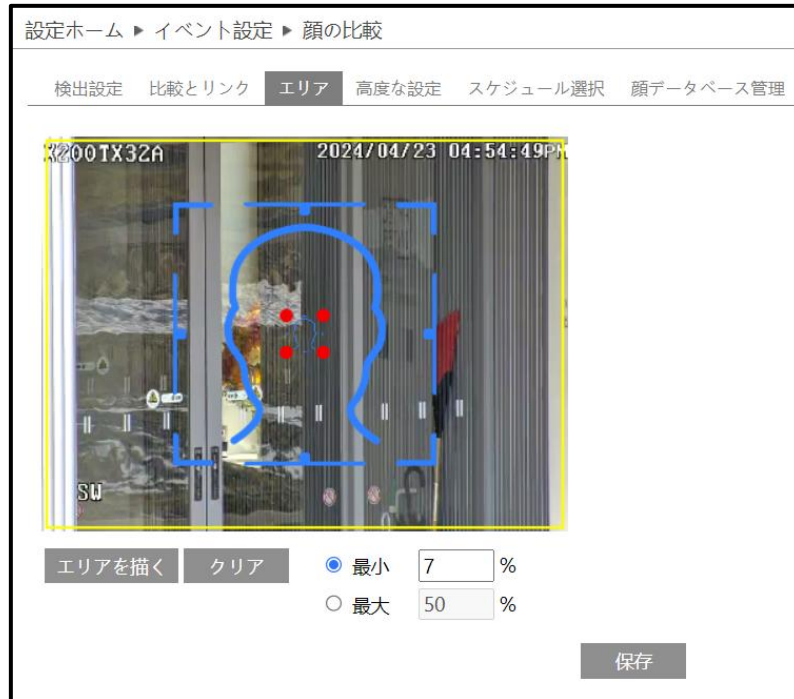 設定ホーム ▶ イベント設定 ▶ 顔の比較
検出設定 比較とリンク エリア 高度な設定 スケジュール選択 顔データベース管理
X200TX32A 2024/04/23 04:54:49PM
SW
エリアを描く クリア 最小 7 %
最大 50 %
保存